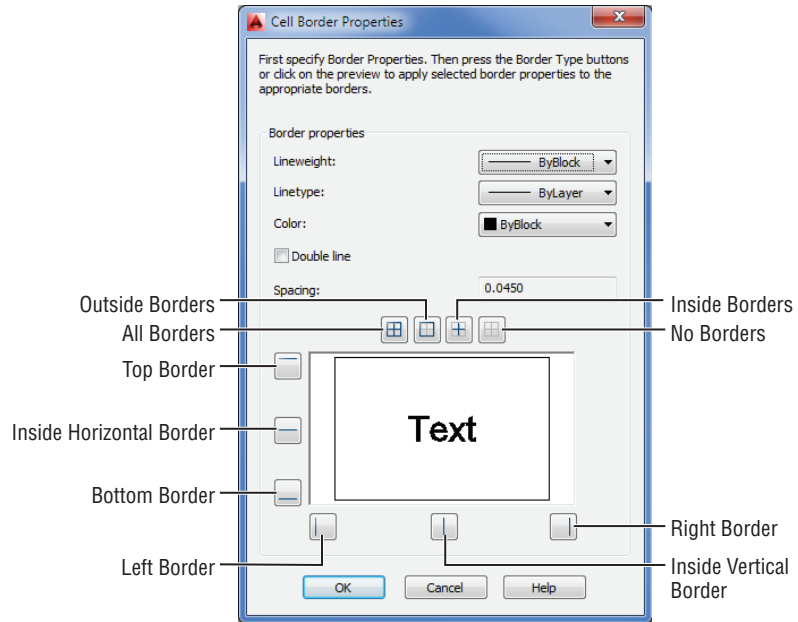 Cell Border Properties
First specify Border Properties. Then press the Border Type buttons
or click on the preview to apply selected border properties to the
appropriate borders.
Border properties
Lineweight:
ByBlock
Linetype:
ByLayer
Color:
ByBlock
Double line
Spacing:
0.0450
Outside Borders
All Borders
Inside Borders
No Borders
Top Border
Inside Horizontal Border
Text
Bottom Border
Left Border
Right Border
Inside Vertical
Border
OK
Cancel
Help